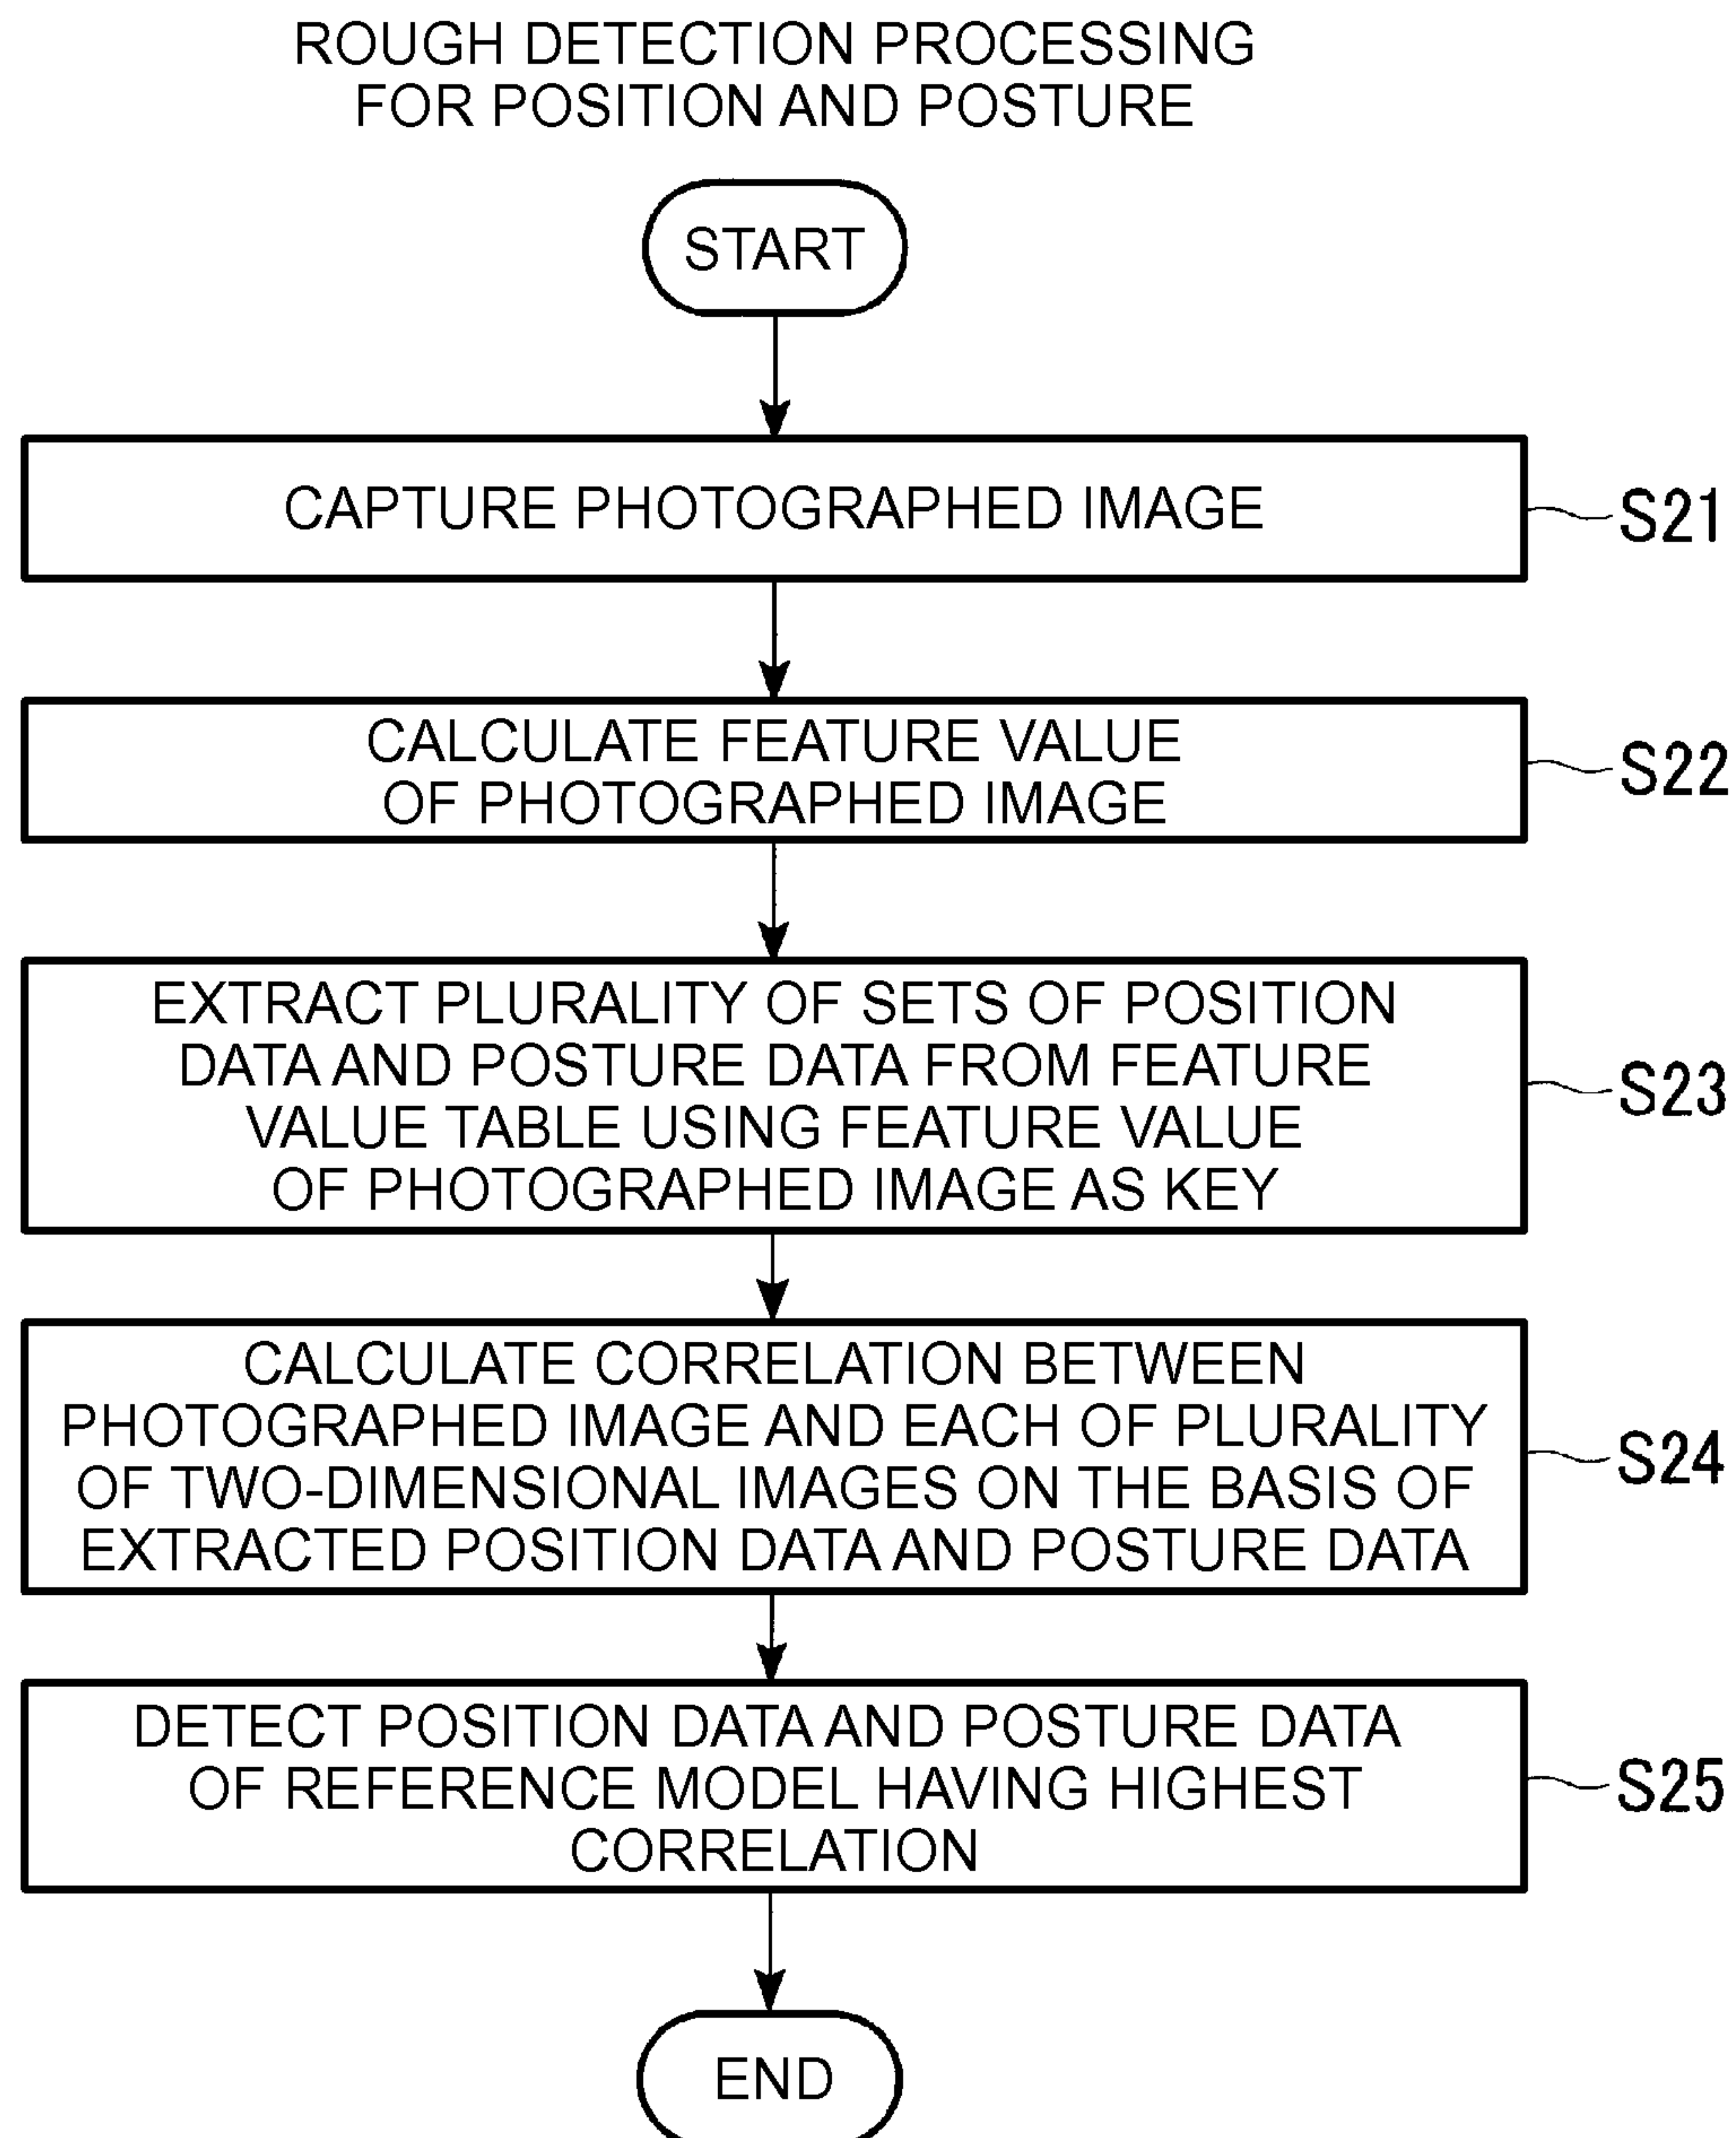 ROUGH DETECTION PROCESSING
FOR POSITION AND POSTURE
START
CAPTURE PHOTOGRAPHED IMAGE
S21
CALCULATE FEATURE VALUE
OF PHOTOGRAPHED IMAGE
S22
EXTRACT PLURALITY OF SETS OF POSITION
DATA AND POSTURE DATA FROM FEATURE
VALUE TABLE USING FEATURE VALUE
OF PHOTOGRAPHED IMAGE AS KEY
S23
CALCULATE CORRELATION BETWEEN
PHOTOGRAPHED IMAGE AND EACH OF PLURALITY
OF TWO-DIMENSIONAL IMAGES ON THE BASIS OF
EXTRACTED POSITION DATA AND POSTURE DATA
S24
DETECT POSITION DATA AND POSTURE DATA
OF REFERENCE MODEL HAVING HIGHEST
CORRELATION
S25
END